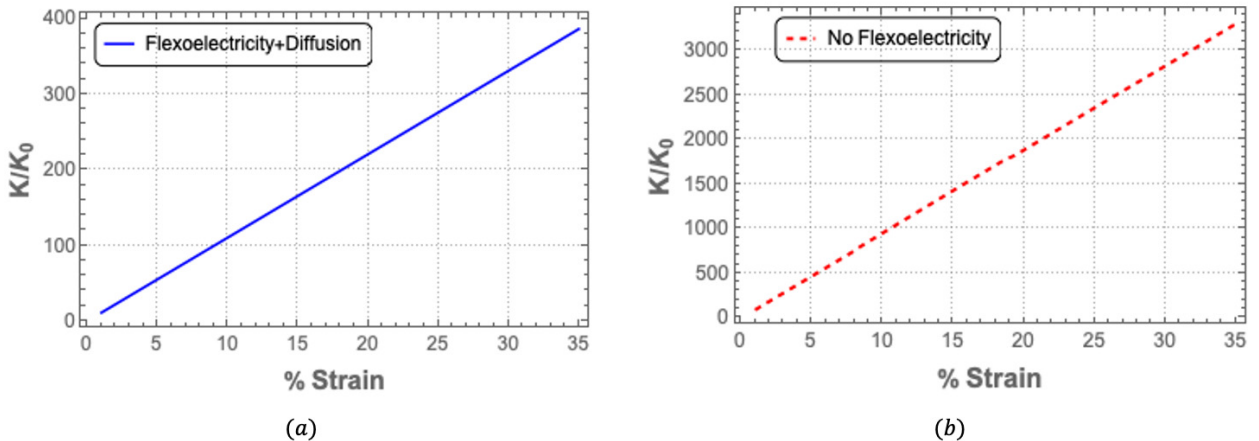 400
300
200
100
0
K/K0
Flexoelectricity+Diffusion
0 5 10 15 20 25 30 35
% Strain
(a)
3000
2500
2000
1500
1000
500
0
K/K0
No Flexoelectricity
0 5 10 15 20 25 30 35
% Strain
(b)